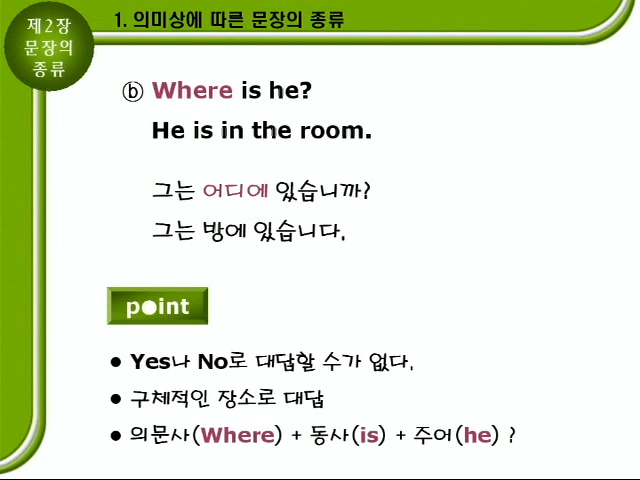 제2장
문장의
종류
1. 의미상에 따른 문장의 종류
ⓑ Where is he?
He is in the room.
그는 어디에 있습니까?
그는 방에 있습니다.
point
● Yes나 No로 대답할 수가 없다.
● 구체적인 장소로 대답
● 의문사(Where) + 동사(is) + 주어(he) ?